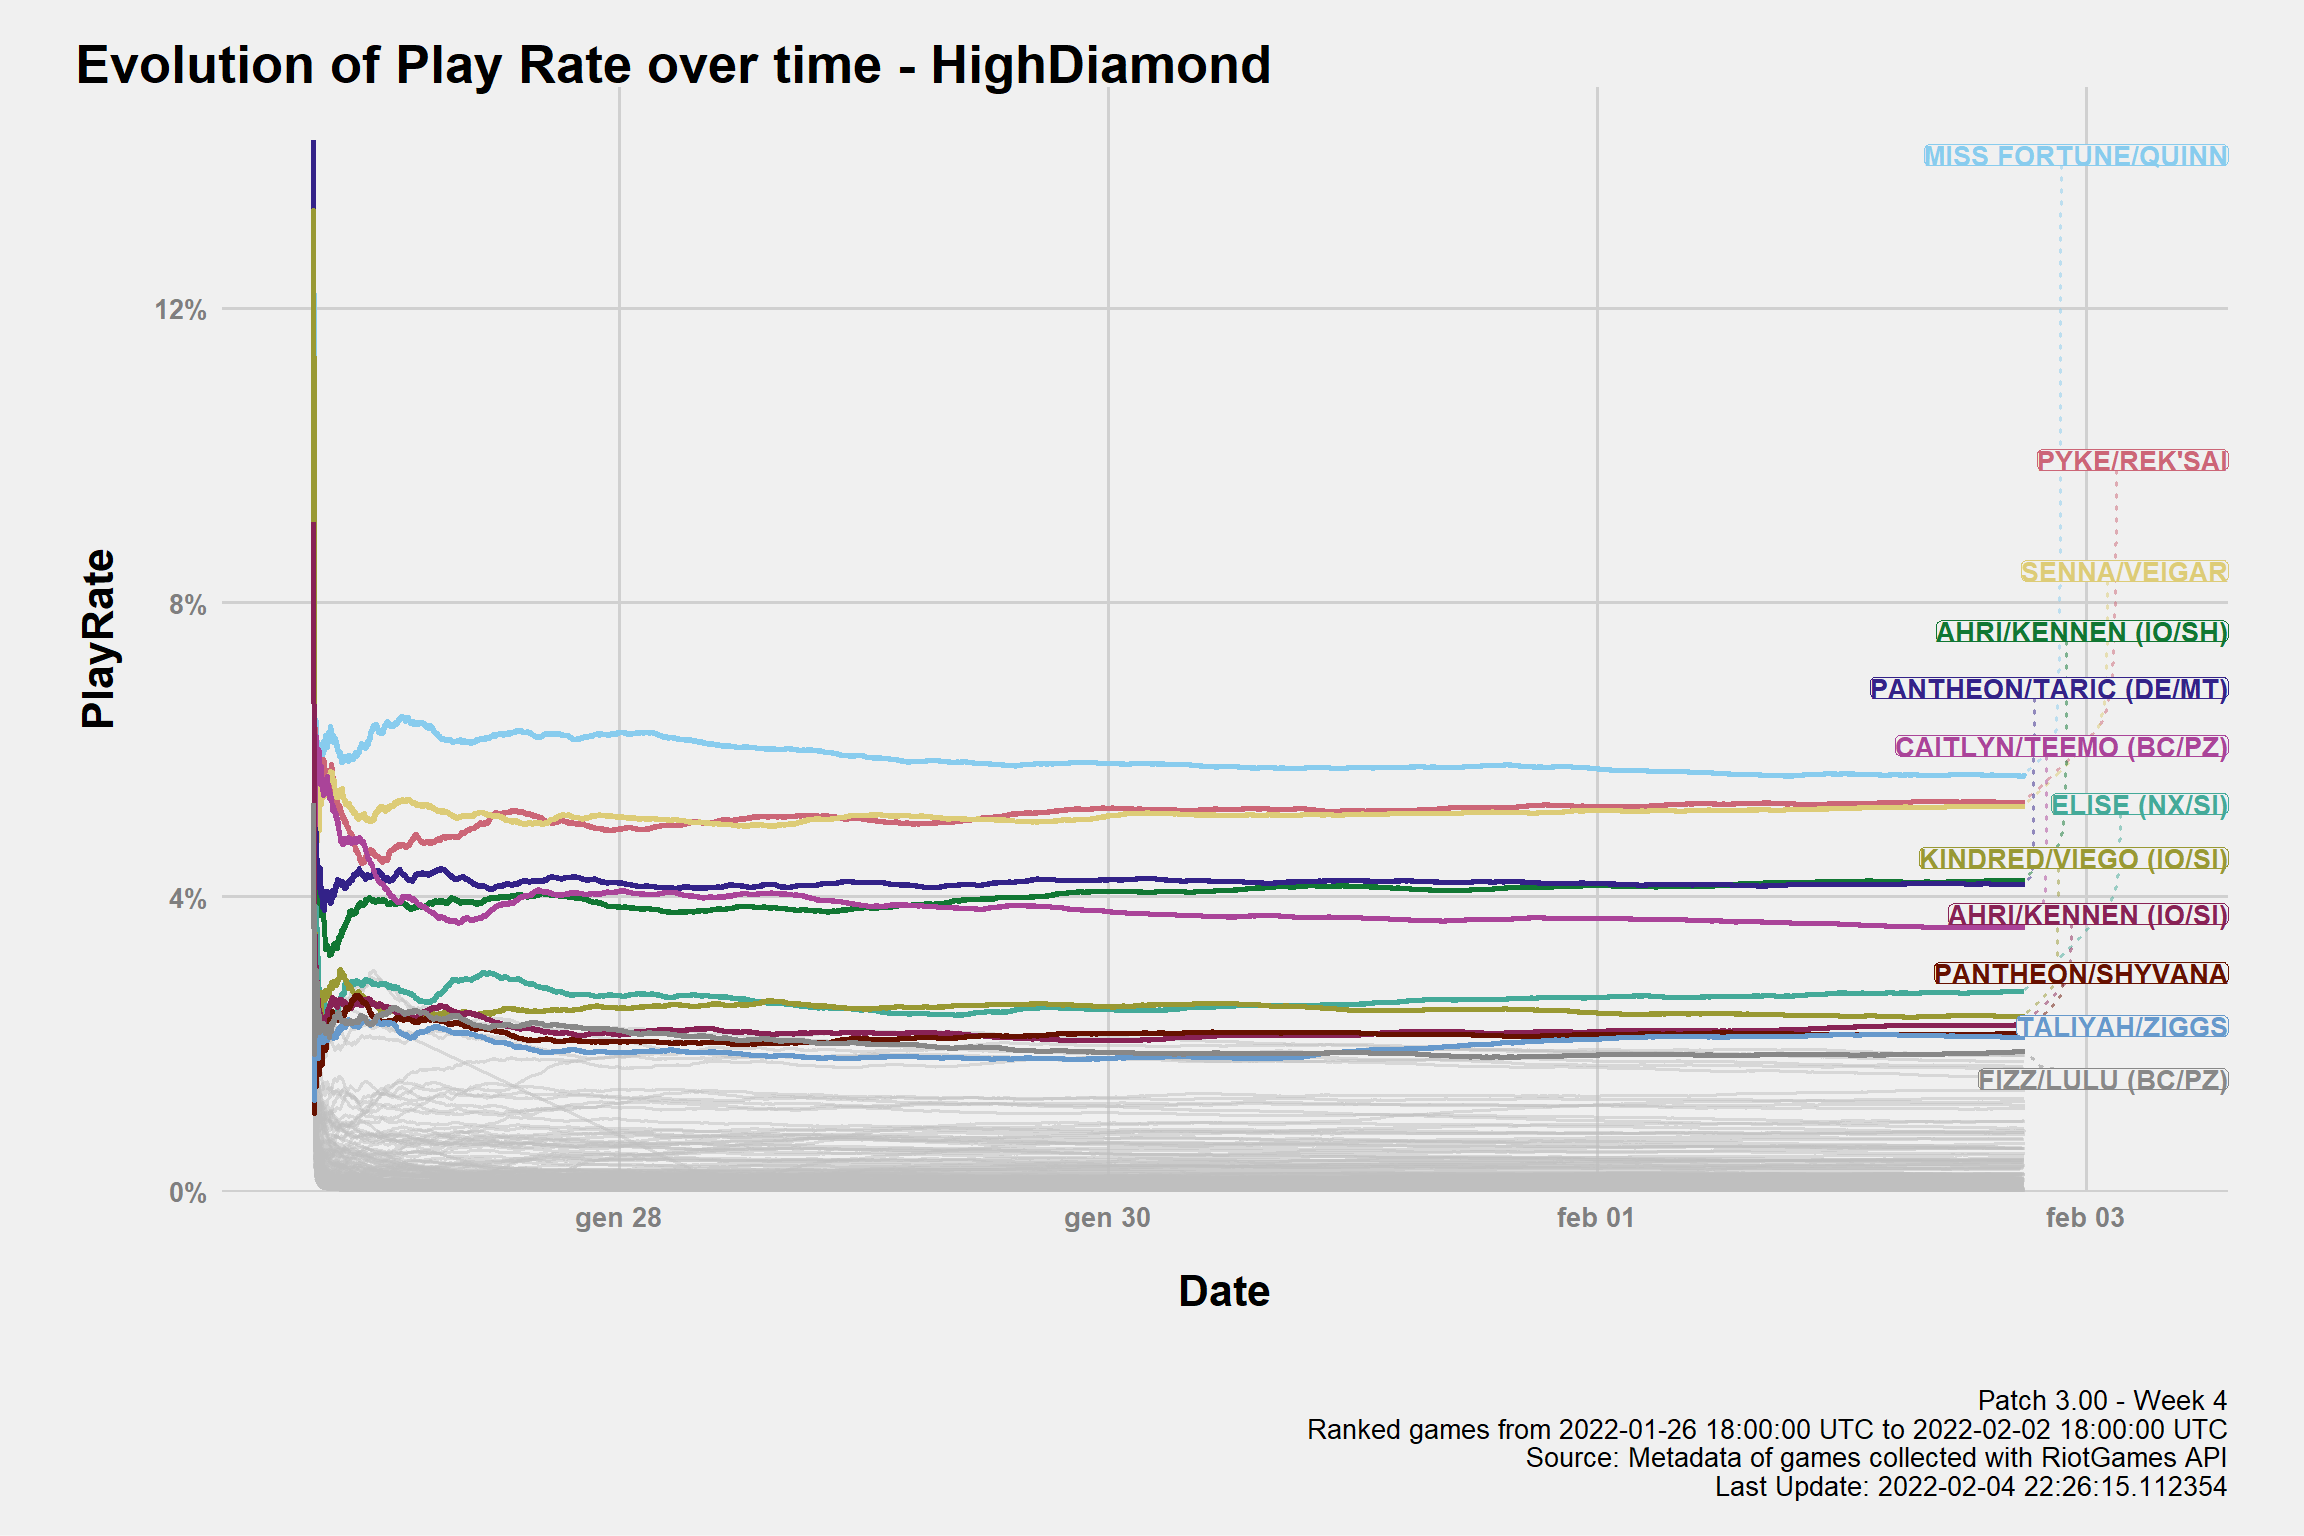 Evolution of Play Rate over time - HighDiamond
PlayRate
12%
8%
4%
0%
MISS FORTUNE/QUINN
PYKE/REK'SAI
SENNA/VEIGAR
AHRI/KENNEN (IO/SH)
PANTHEON/TARIC (DE/MT)
CAITLYN/TEEMO (BC/PZ)
ELISE (NX/SI)
KINDRED/VIEGO (IO/SI)
AHRI/KENNEN (IO/SI)
PANTHEON/SHYVANA
TALIYAH/ZIGGS
FIZZ/LULU (BC/PZ)
gen 28
gen 30
feb 01
feb 03
Date
Patch 3.00 - Week 4
Ranked games from 2022-01-26 18:00:00 UTC to 2022-02-02 18:00:00 UTC
Source: Metadata of games collected with RiotGames API
Last Update: 2022-02-04 22:26:15.112354